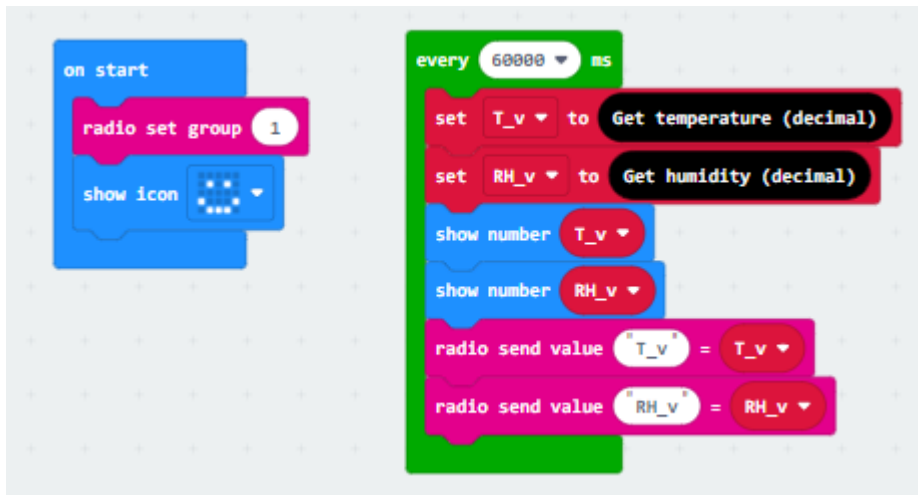 on start
radio set group 1
show icon
every 60000 ms
set T_v to Get temperature (decimal)
set RH_v to Get humidity (decimal)
show number T_v
show number RH_v
radio send value "T_v" = T_v
radio send value "RH_v" = RH_v